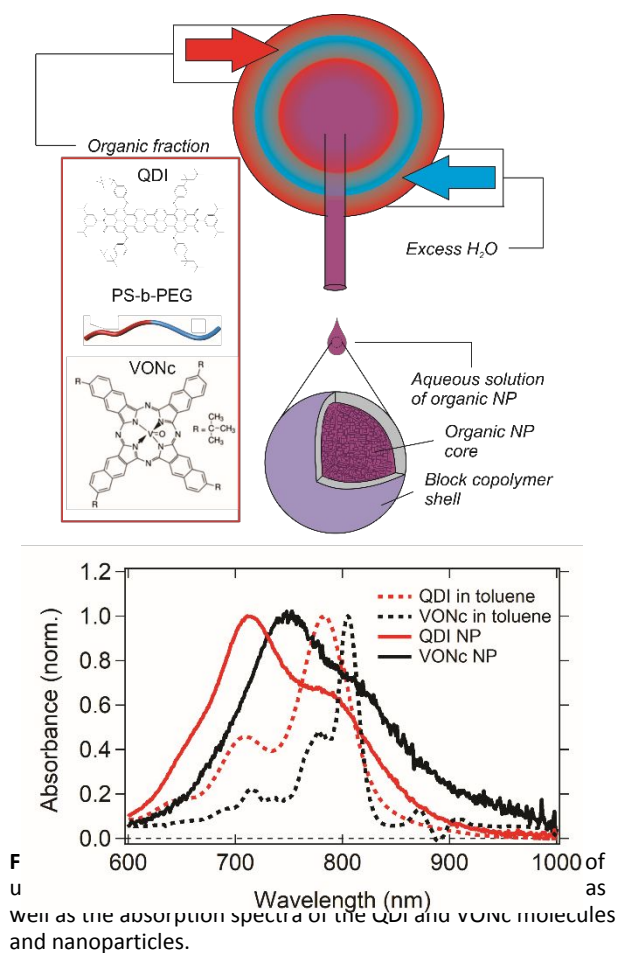 Organic fraction
QDI
PS-b-PEG
VONc
R
R
R
R
N
N
N
N
N
N
N
N
V=O
R =
CH₃
C—CH₃
CH₃
Excess H₂O
Aqueous solution
of organic NP
Organic NP
core
Block copolymer
shell
1.2
1.0
0.8
0.6
0.4
0.2
0.0
Absorbance (norm.)
QDI in toluene
VONc in toluene
QDI NP
VONc NP
600
700
800
900
1000
Wavelength (nm)
F of
u as
well as the absorption spectra of the QDI and VONc molecules
and nanoparticles.